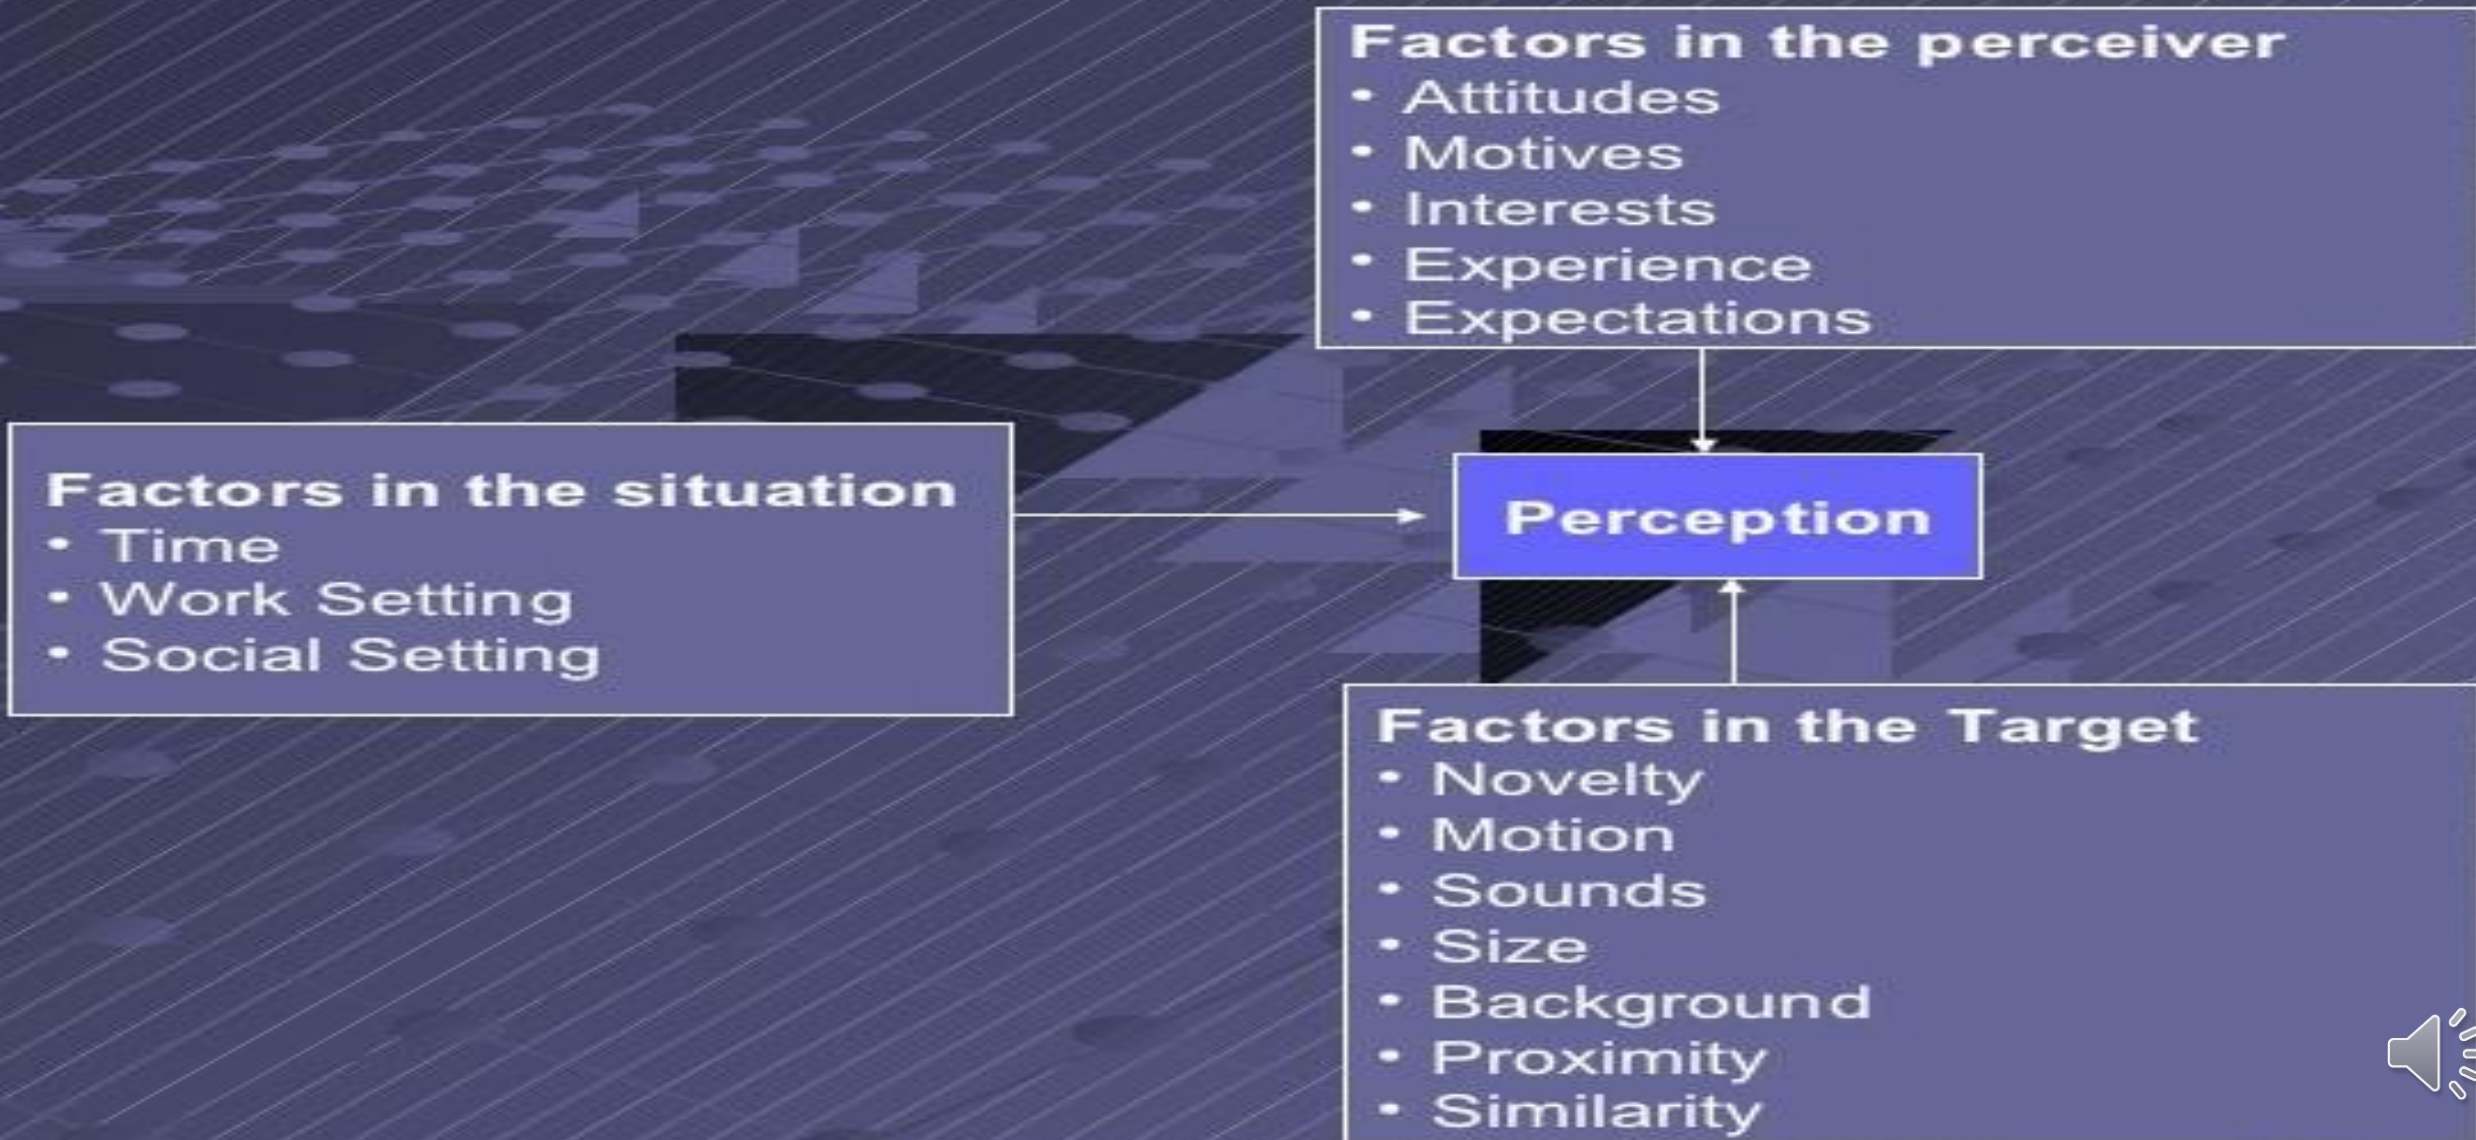 Factors in the perceiver
• Attitudes
• Motives
• Interests
• Experience
• Expectations
Factors in the situation
• Time
• Work Setting
• Social Setting
Perception
Factors in the Target
• Novelty
• Motion
• Sounds
• Size
• Background
• Proximity
• Similarity